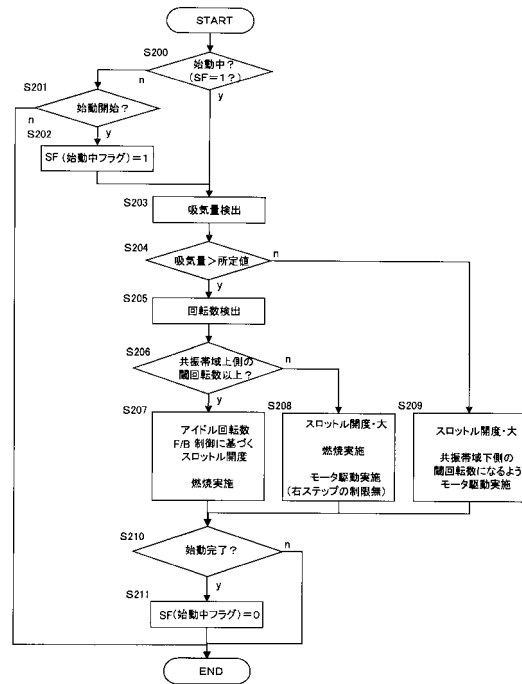 START
S200
始動中?
(SF=1?)
n
y
S201
始動開始?
n
y
S202
SF (始動中フラグ)=1
S203
吸気量検出
S204
吸気量>所定値
n
y
S205
回転数検出
S206
共振帯域上側の
閾回転数以上?
n
y
S207
アイドル回転数
F/B 制御に基づく
スロットル開度
燃焼実施
S208
スロットル開度・大
燃焼実施
モータ駆動実施
(右ステップの制限無)
S209
スロットル開度・大
共振帯域下側の
閾回転数になるよう
モータ駆動実施
S210
始動完了?
n
y
S211
SF(始動中フラグ)=0
END